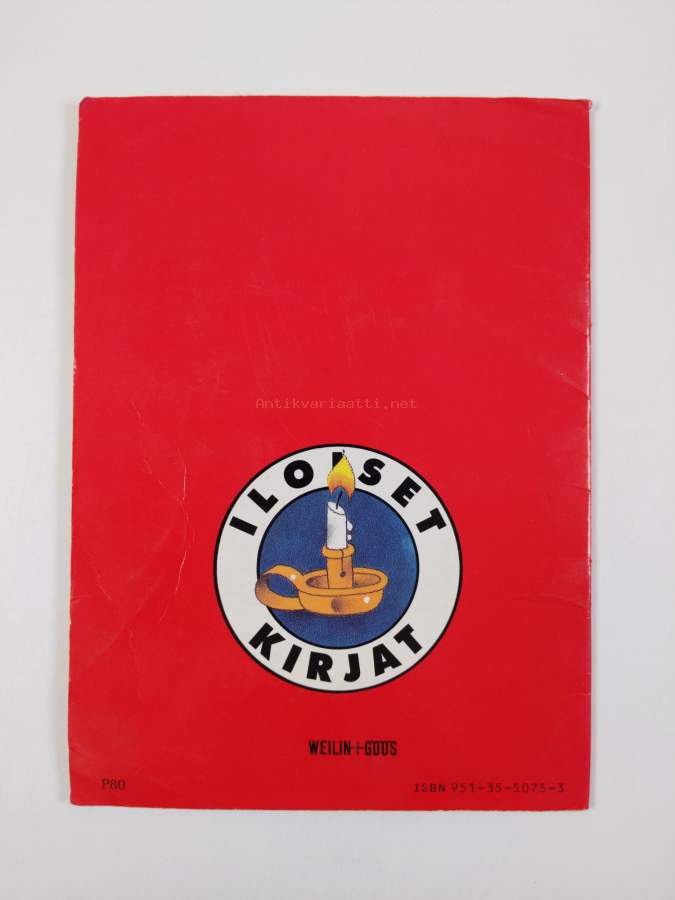 Antikvariaatti.net
ILOISET
KIRJAT
WEILIN+GÖÖS
P80
ISBN 951-35-5075-3